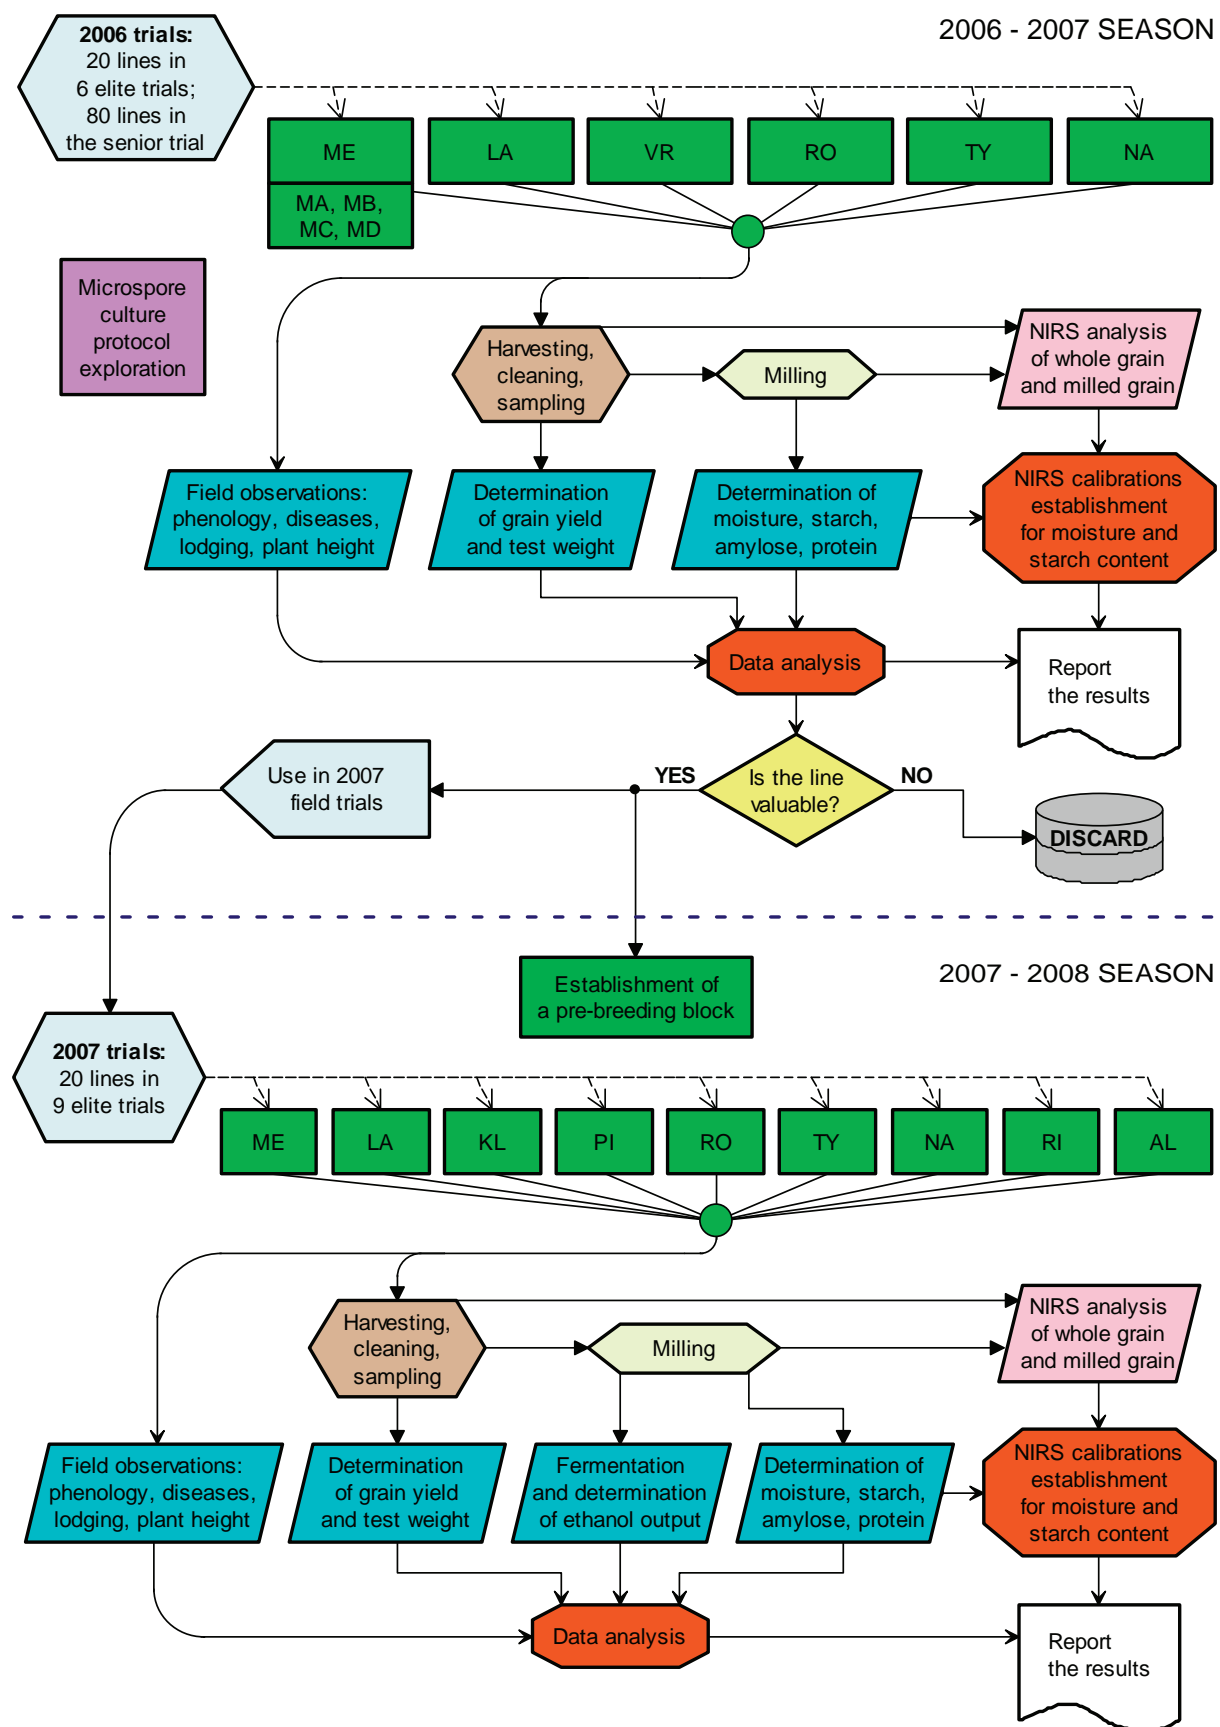 2006 - 2007 SEASON
2006 trials:
20 lines in
6 elite trials;
80 lines in
the senior trial
ME
LA
VR
RO
TY
NA
MA, MB,
MC, MD
Microspore
culture
protocol
exploration
Harvesting,
cleaning,
sampling
Milling
NIRS analysis
of whole grain
and milled grain
Field observations:
phenology, diseases,
lodging, plant height
Determination
of grain yield
and test weight
Determination of
moisture, starch,
amylose, protein
NIRS calibrations
establishment
for moisture and
starch content
Data analysis
Report
the results
Use in 2007
field trials
YES
Is the line
valuable?
NO
DISCARD
Establishment of
a pre-breeding block
2007 - 2008 SEASON
2007 trials:
20 lines in
9 elite trials
ME
LA
KL
PI
RO
TY
NA
RI
AL
Harvesting,
cleaning,
sampling
Milling
NIRS analysis
of whole grain
and milled grain
Field observations:
phenology, diseases,
lodging, plant height
Determination
of grain yield
and test weight
Fermentation
and determination
of ethanol output
Determination of
moisture, starch,
amylose, protein
NIRS calibrations
establishment
for moisture and
starch content
Data analysis
Report
the results